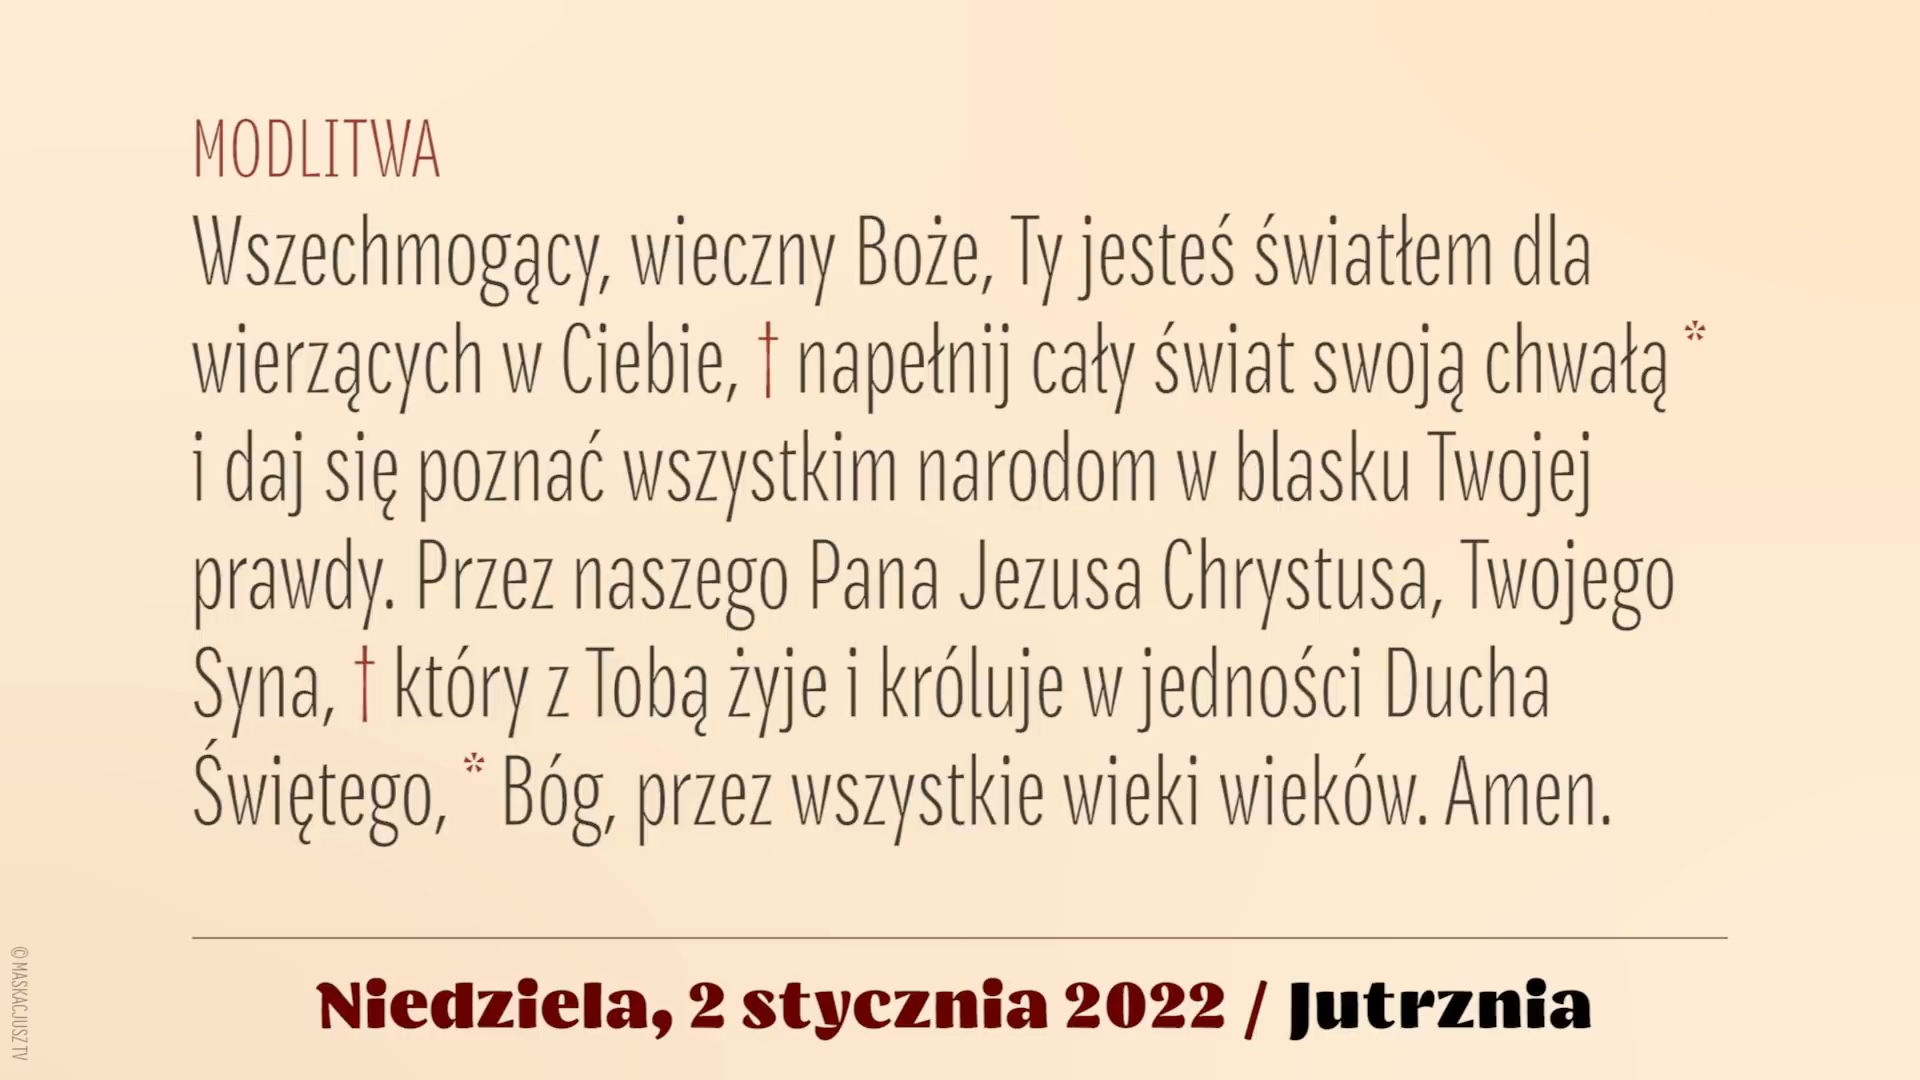 MODLITWA
Wszechmogący, wieczny Boże, Ty jesteś światłem dla
wierzących w Ciebie, † napełnij cały świat swoją chwałą *
i daj się poznać wszystkim narodom w blasku Twojej
prawdy. Przez naszego Pana Jezusa Chrystusa, Twojego
Syna, † który z Tobą żyje i króluje w jedności Ducha
Świętego, * Bóg, przez wszystkie wieki wieków. Amen.
Niedziela, 2 stycznia 2022 / Jutrznia
© MASKACJUSZ TV